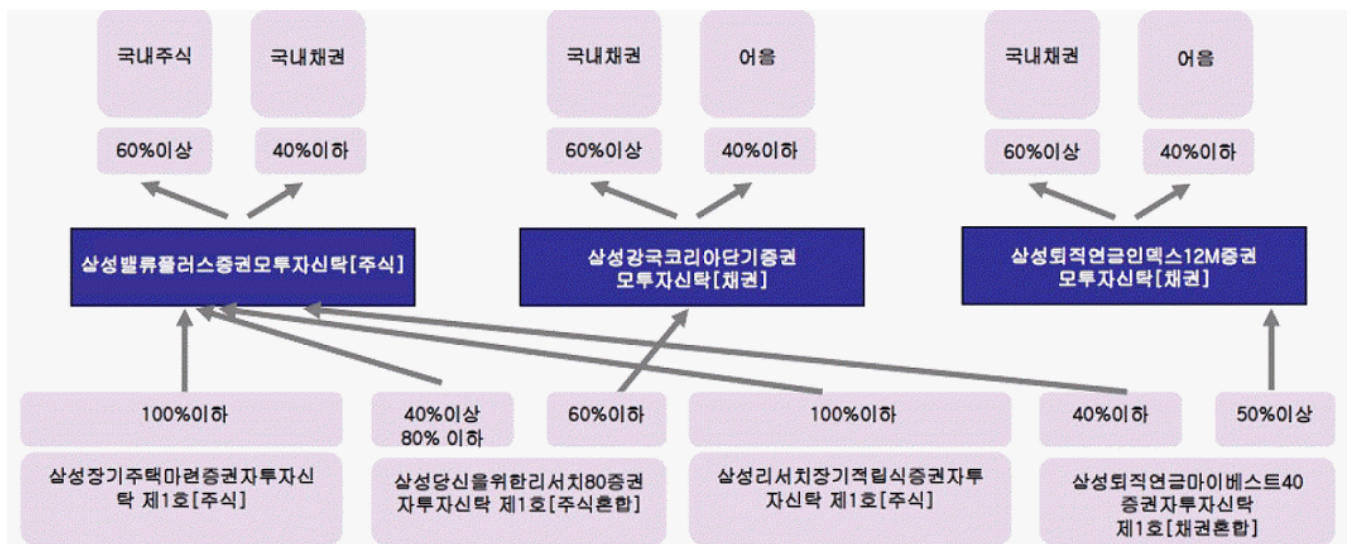 국내주식
국내채권
국내채권
어음
국내채권
어음
60%이상
40%이하
60%이상
40%이하
60%이상
40%이하
삼성밸류플러스증권모투자신탁[주식]
삼성강국코리아단기증권
모투자신탁[채권]
삼성퇴직연금인덱스12M증권
모투자신탁[채권]
100%이하
40%이상
80% 이하
60%이하
100%이하
40%이하
50%이상
삼성장기주택마련증권자투자신
탁 제1호[주식]
삼성당신을위한리서치80증권
자투자신탁 제1호[주식혼합]
삼성리서치장기적립식증권자투
자신탁 제1호[주식]
삼성퇴직연금마이베스트40
증권자투자신탁
제1호[채권혼합]